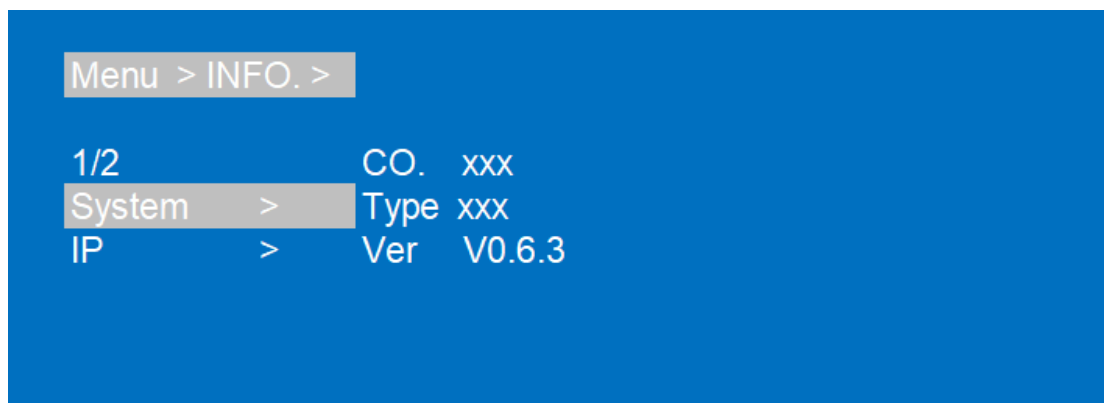 Menu > INFO. >
1/2 CO. xxx
System > Type xxx
IP > Ver V0.6.3